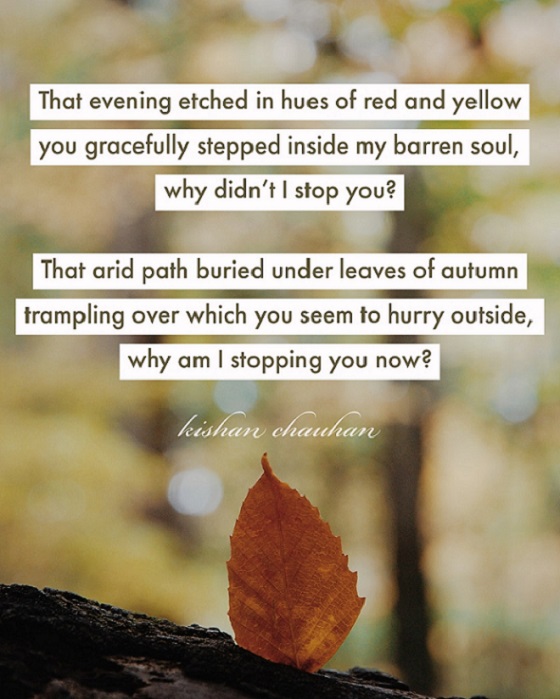 That evening etched in hues of red and yellow
you gracefully stepped inside my barren soul,
why didn't I stop you?
That arid path buried under leaves of autumn
trampling over which you seem to hurry outside,
why am I stopping you now?
kishan chauhan